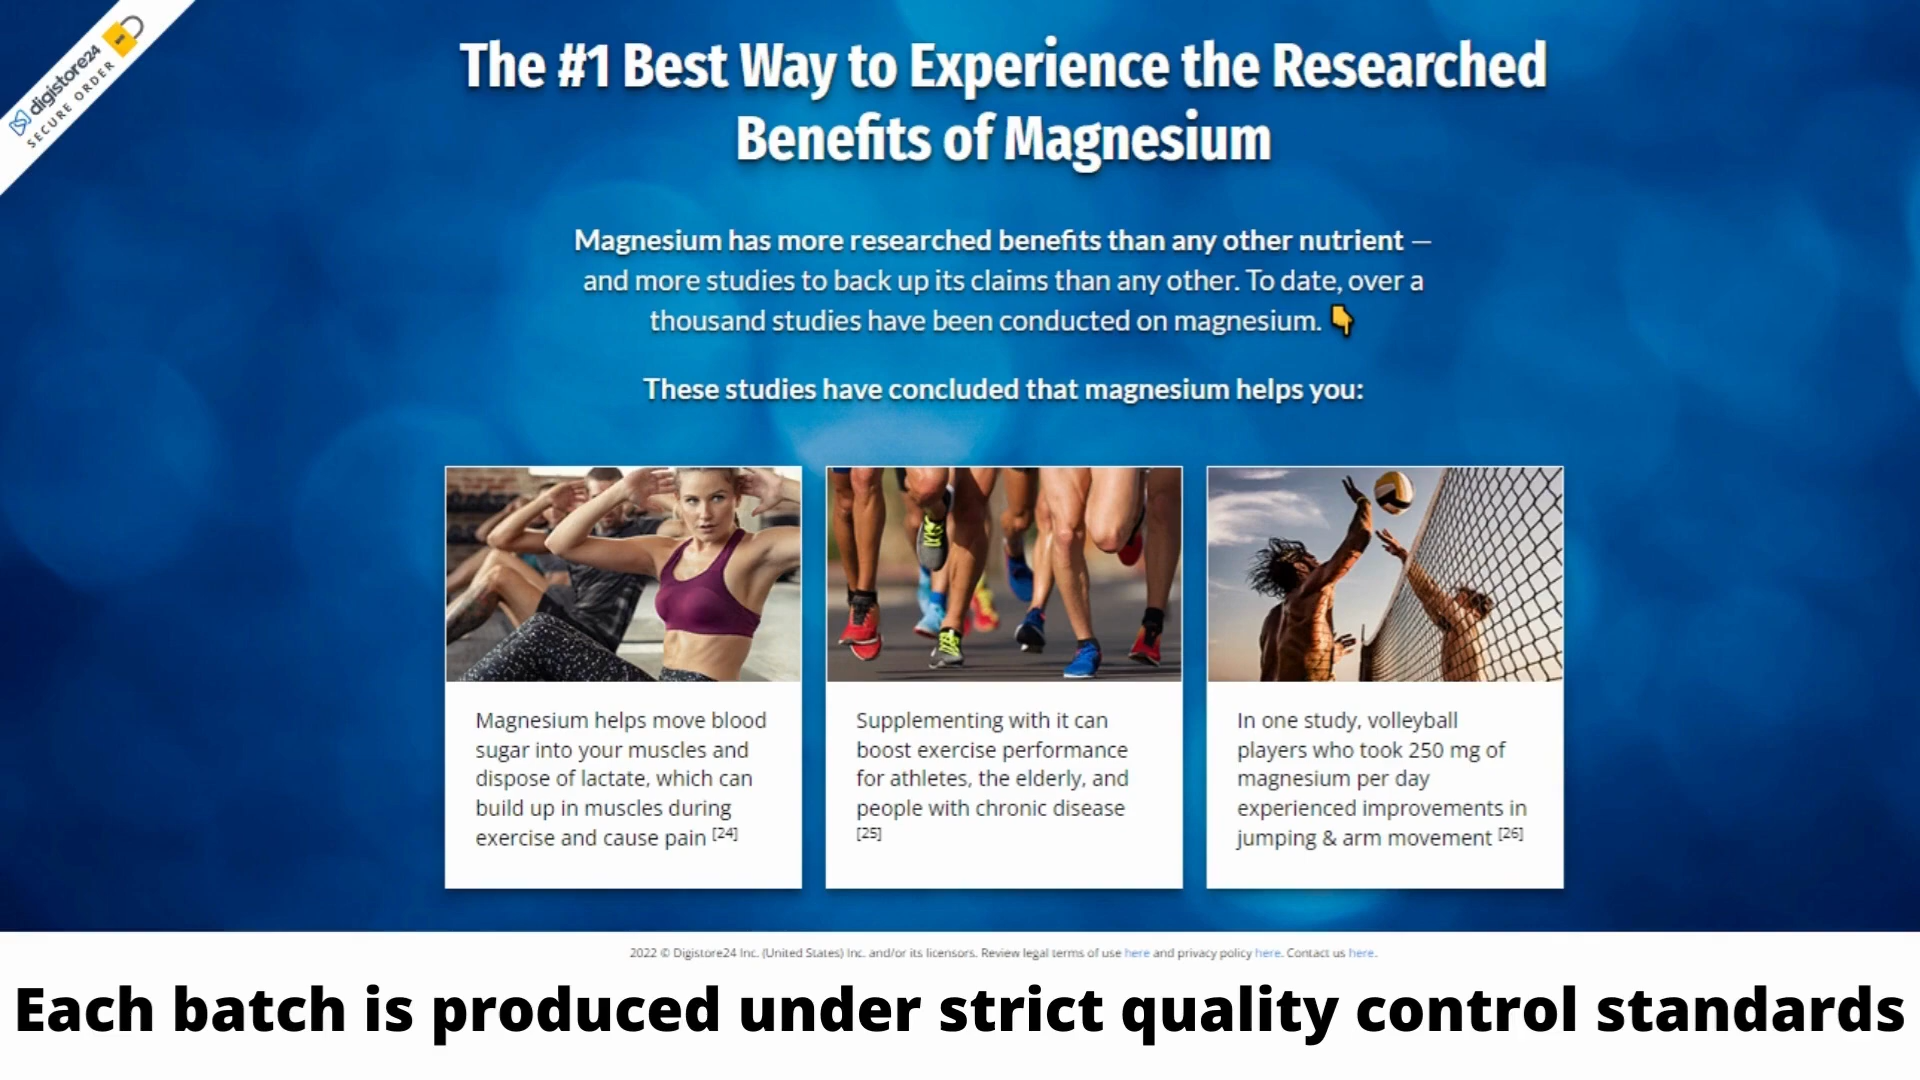 digistore24
SECURE ORDER
The #1 Best Way to Experience the Researched
Benefits of Magnesium
Magnesium has more researched benefits than any other nutrient —
and more studies to back up its claims than any other. To date, over a
thousand studies have been conducted on magnesium. 👇
These studies have concluded that magnesium helps you:
Magnesium helps move blood
sugar into your muscles and
dispose of lactate, which can
build up in muscles during
exercise and cause pain [24]
Supplementing with it can
boost exercise performance
for athletes, the elderly, and
people with chronic disease
[25]
In one study, volleyball
players who took 250 mg of
magnesium per day
experienced improvements in
jumping & arm movement [26]
2022 © Digistore24 Inc. (United States) Inc. and/or its licensors. Review legal terms of use here and privacy policy here. Contact us here.
Each batch is produced under strict quality control standards